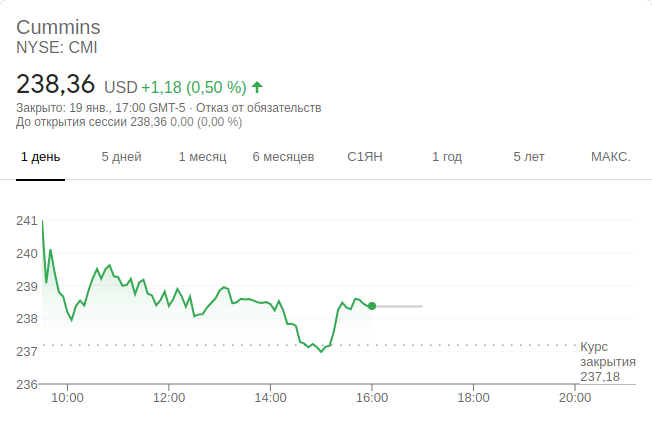 Cummins
NYSE: CMI
238,36 USD +1,18 (0,50 %)
Закрыто: 19 янв., 17:00 GMT-5 · Отказ от обязательств
До открытия сессии 238,36 0,00 (0,00 %)
1 день 5 дней 1 месяц 6 месяцев С1ЯН 1 год 5 лет МАКС.
241
240
239
238
237
236
Курс
закрытия
237,18
10:00 12:00 14:00 16:00 18:00 20:00